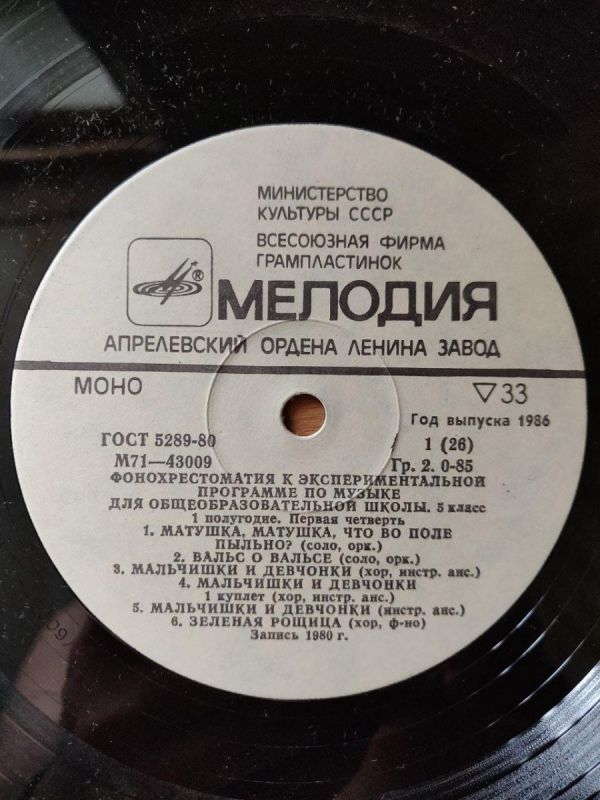 МИНИСТЕРСТВО
КУЛЬТУРЫ СССР
ВСЕСОЮЗНАЯ ФИРМА
ГРАМПЛАСТИНОК
®
МЕЛОДИЯ
АПРЕЛЕВСКИЙ ОРДЕНА ЛЕНИНА ЗАВОД
МОНО
▽33
Год выпуска 1986
ГОСТ 5289-80
1 (26)
М71—43009
Гр. 2. 0-85
ФОНОХРЕСТОМАТИЯ К ЭКСПЕРИМЕНТАЛЬНОЙ
ПРОГРАММЕ ПО МУЗЫКЕ
ДЛЯ ОБЩЕОБРАЗОВАТЕЛЬНОЙ ШКОЛЫ. 5 класс
1 полугодие. Первая четверть
1. МАТУШКА, МАТУШКА, ЧТО ВО ПОЛЕ
ПЫЛЬНО? (соло, орк.)
2. ВАЛЬС О ВАЛЬСЕ (соло, орк.)
3. МАЛЬЧИШКИ И ДЕВЧОНКИ (хор, инстр. анс.)
4. МАЛЬЧИШКИ И ДЕВЧОНКИ
1 куплет (хор, инстр. анс.)
5. МАЛЬЧИШКИ И ДЕВЧОНКИ (инстр. анс.)
6. ЗЕЛЕНАЯ РОЩИЦА (хор, ф-но)
Запись 1980 г.